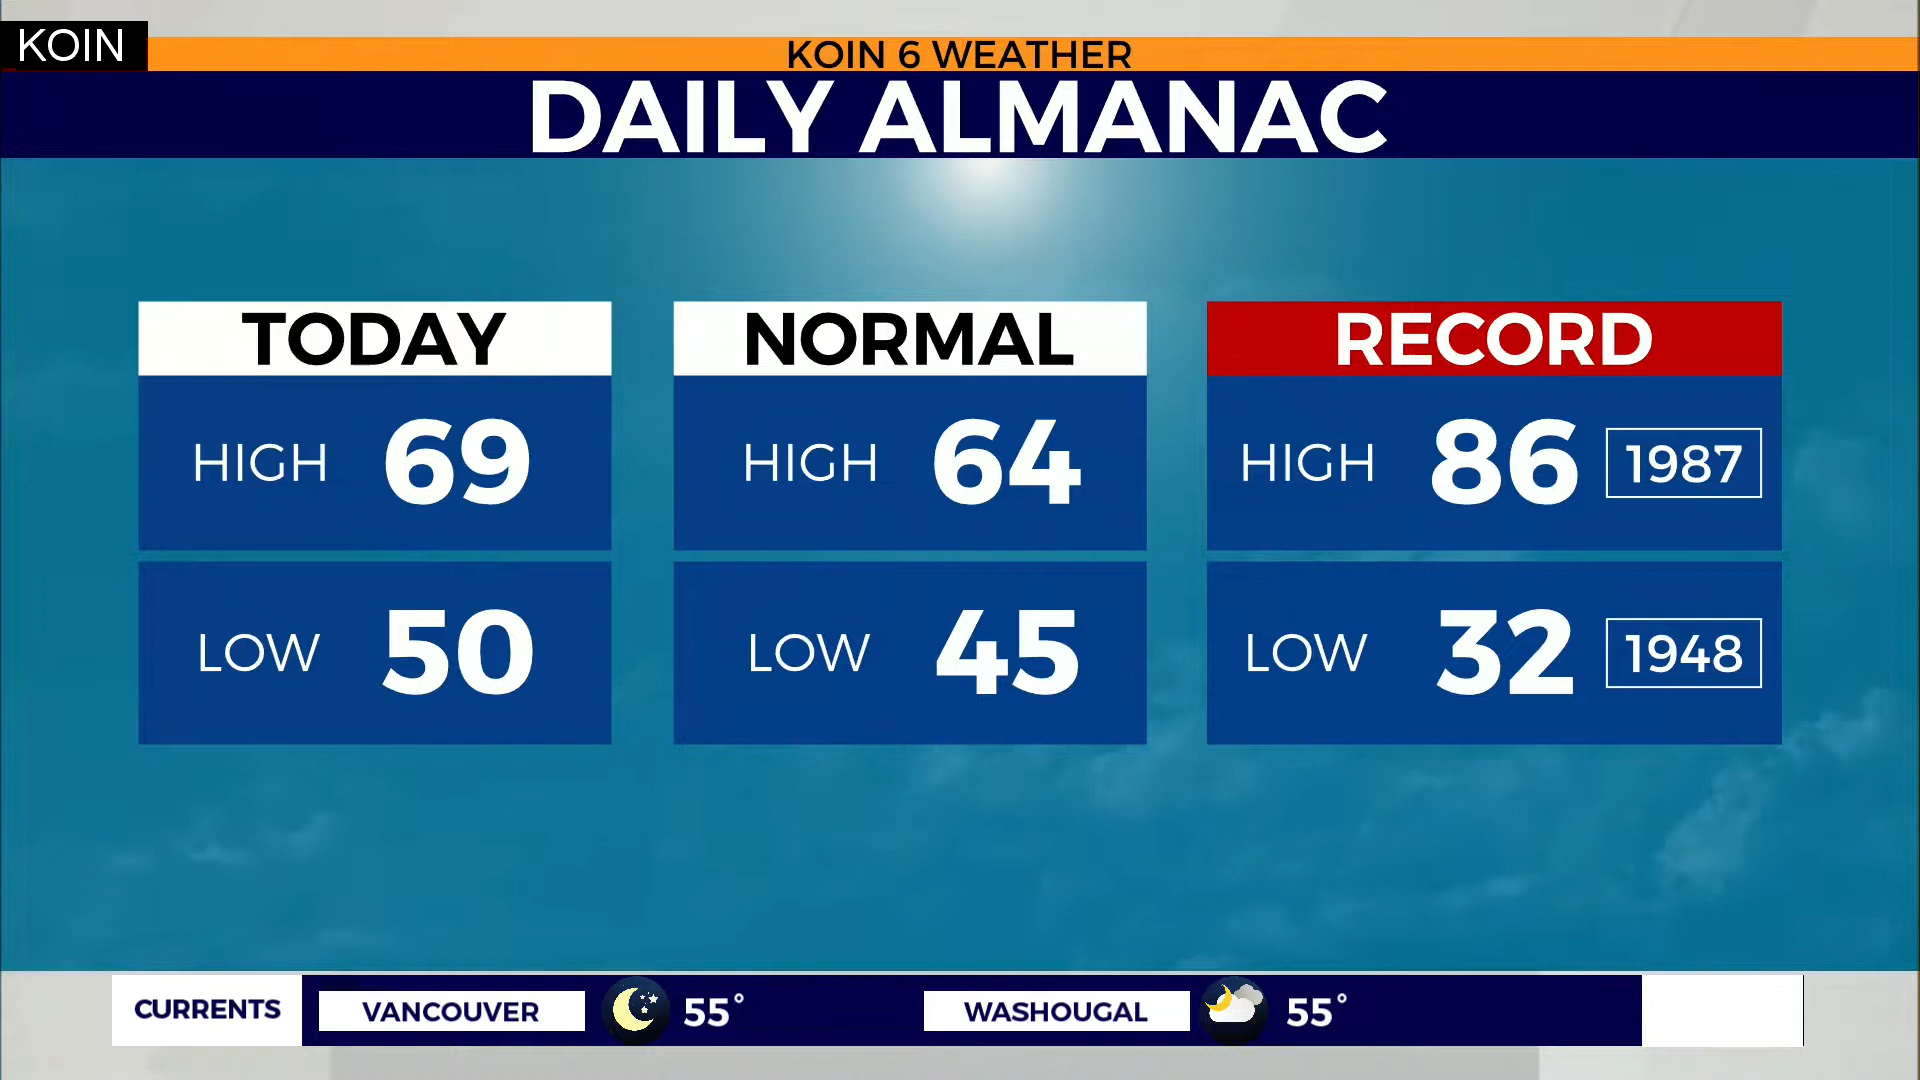 KOIN
KOIN 6 WEATHER
DAILY ALMANAC
TODAY
HIGH 69
LOW 50
NORMAL
HIGH 64
LOW 45
RECORD
HIGH 86 1987
LOW 32 1948
CURRENTS VANCOUVER 55° WASHOUGAL 55°